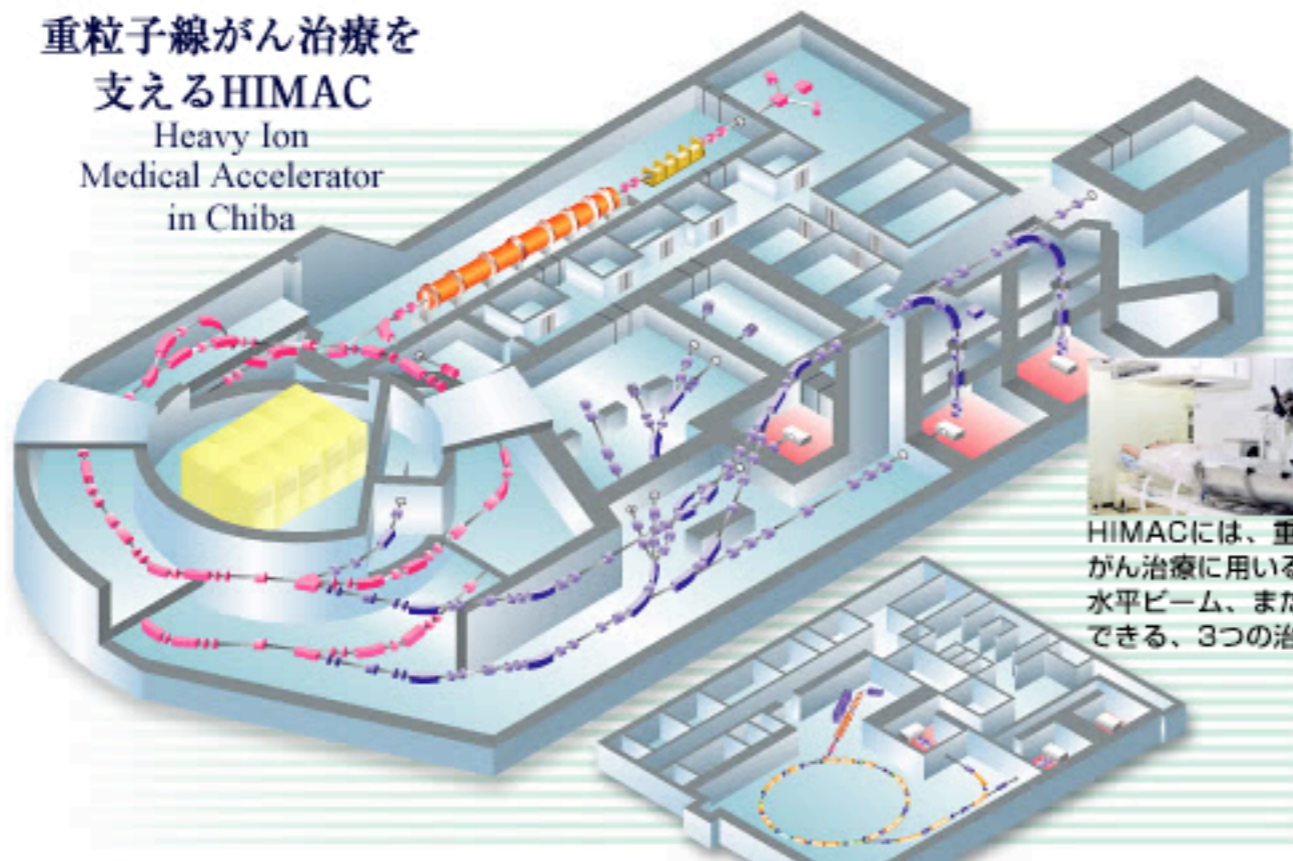 重粒子線がん治療を
支えるHIMAC
Heavy Ion
Medical Accelerator
in Chiba
HIMACには、重
がん治療に用いる
水平ビーム、また
できる、3つの治